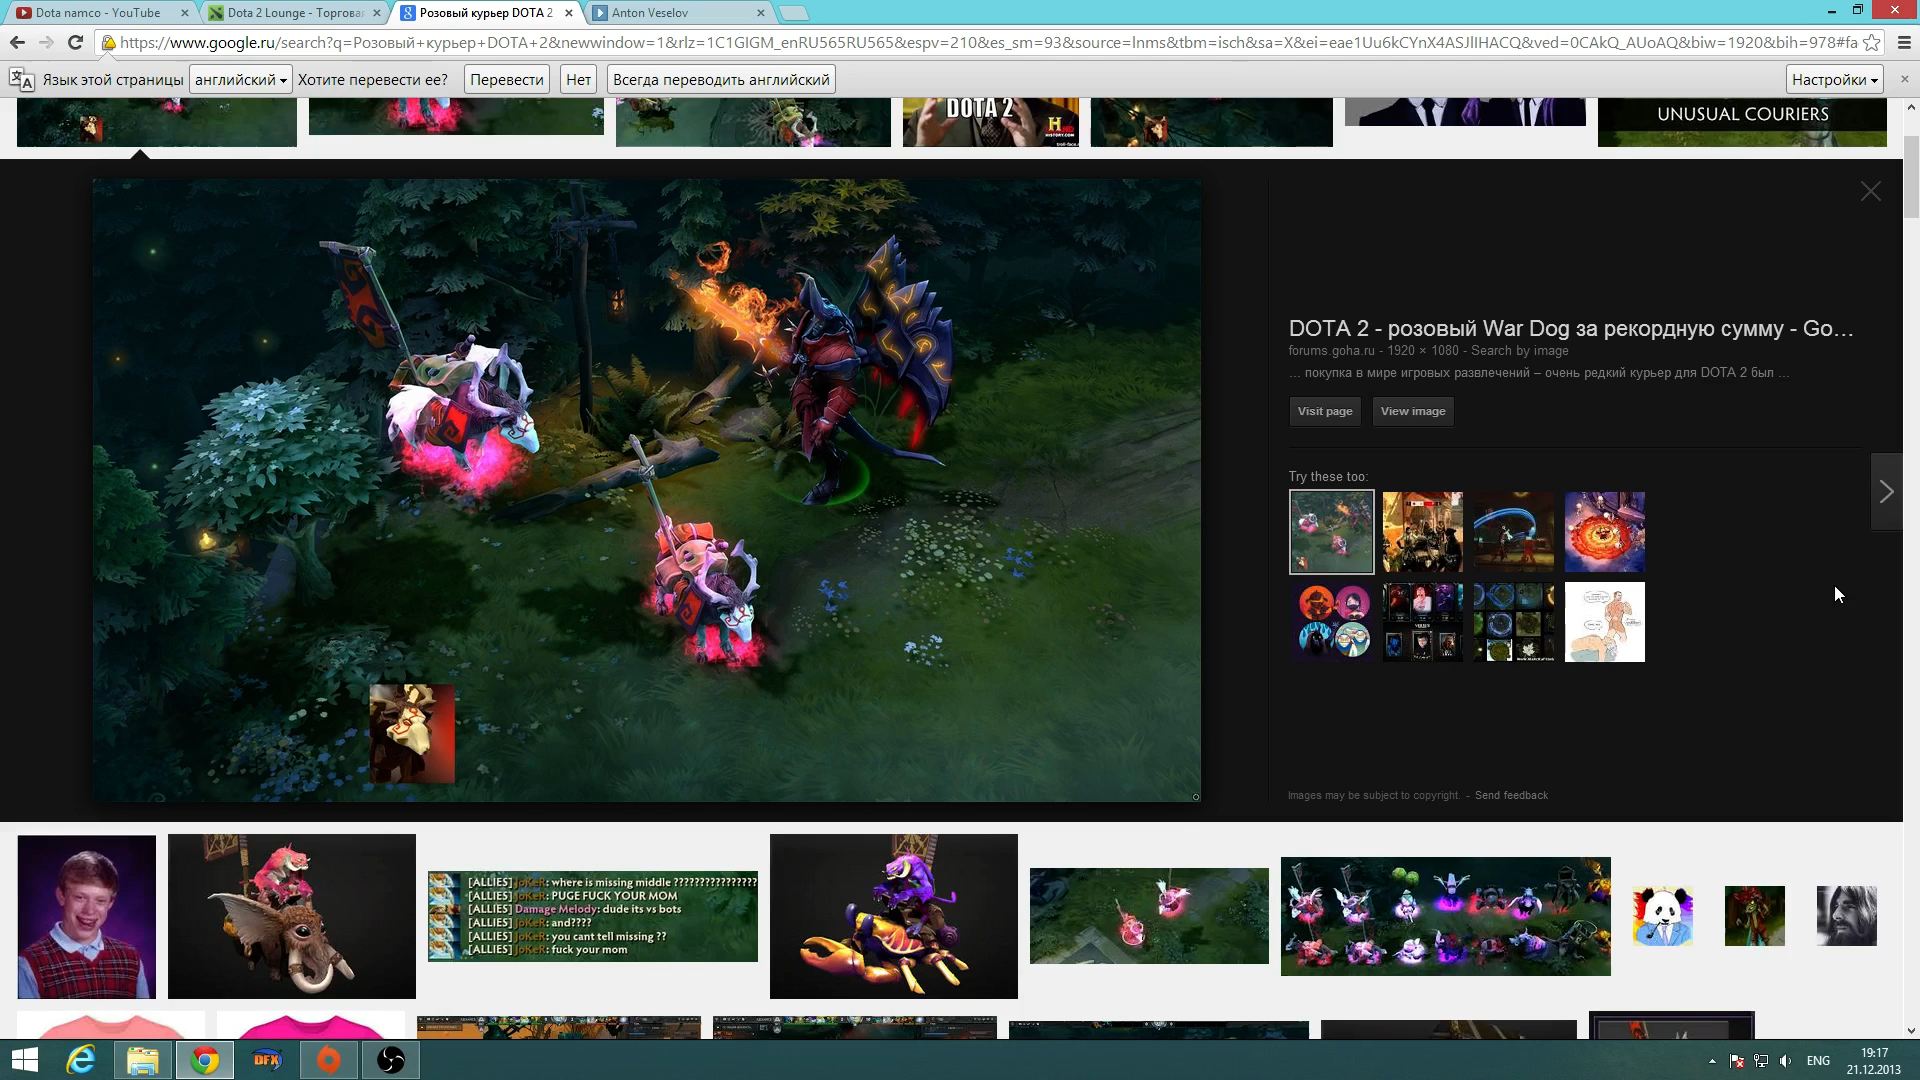 Dota namco - YouTube
Dota 2 Lounge - Торгова
Розовый курьер DOTA 2
Anton Veselov
https://www.google.ru/search?q=Розовый+курьер+DOTA+2&newwindow=1&rlz=1C1GIGM_enRU565RU565&espv=210&es_sm=93&source=lnms&tbm=isch&sa=X&ei=eae1Uu6kCYnX4ASJlIHACQ&ved=0CAkQ_AUoAQ&biw=1920&bih=978#fa
Язык этой страницы английский Хотите перевести ее? Перевести Нет Всегда переводить английский Настройки
DOTA 2
HISTORY.COM
UNUSUAL COURIERS
DOTA 2 - розовый War Dog за рекордную сумму - Go...
forums.goha.ru - 1920 × 1080 - Search by image
... покупка в мире игровых развлечений – очень редкий курьер для DOTA 2 был ...
Visit page View image
Try these too:
Images may be subject to copyright. - Send feedback
[ALLIES] JoKeR: where is missing middle ????????????????
[ALLIES] JoKeR: PUGE FUCK YOUR MOM
[ALLIES] Damage Melody: dude its vs bots
[ALLIES] JoKeR: and????
[ALLIES] JoKeR: you cant tell missing ??
[ALLIES] JoKeR: fuck your mom
DFX
ENG
19:17
21.12.2013